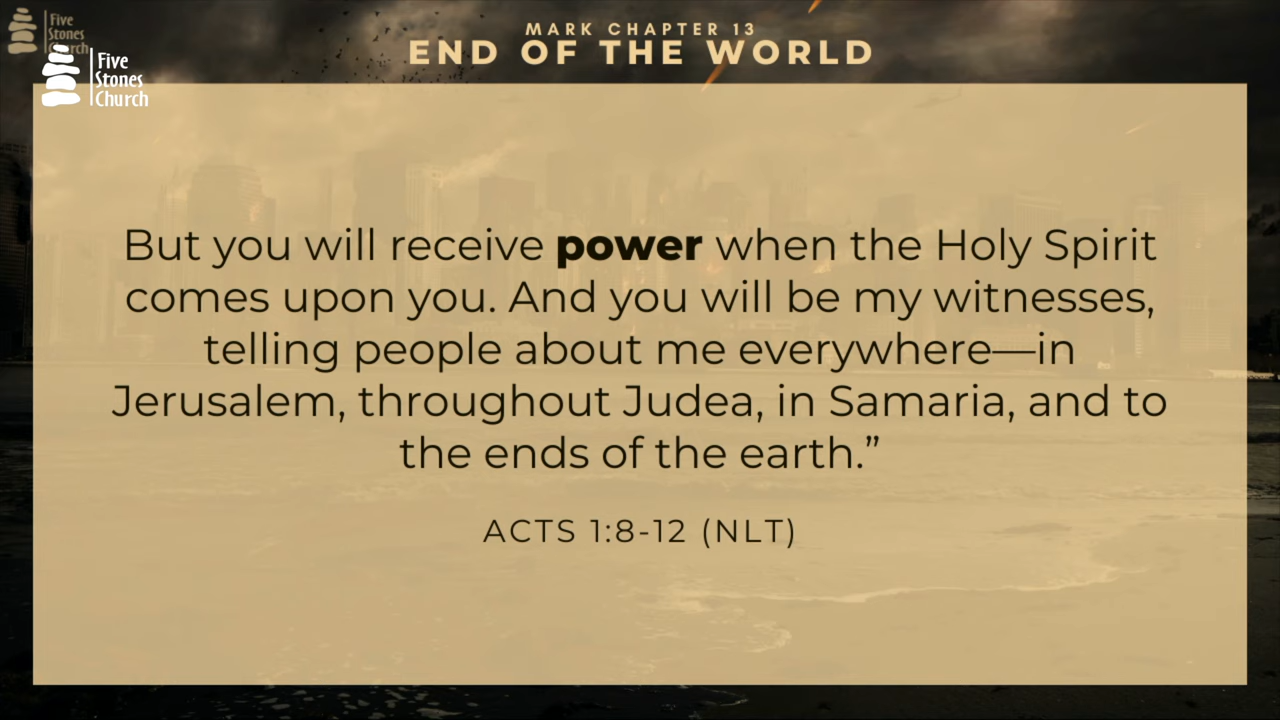 Five
Stones
Church
Five
Stones
Church
MARK CHAPTER 13
END OF THE WORLD
But you will receive power when the Holy Spirit
comes upon you. And you will be my witnesses,
telling people about me everywhere—in
Jerusalem, throughout Judea, in Samaria, and to
the ends of the earth.”
ACTS 1:8-12 (NLT)